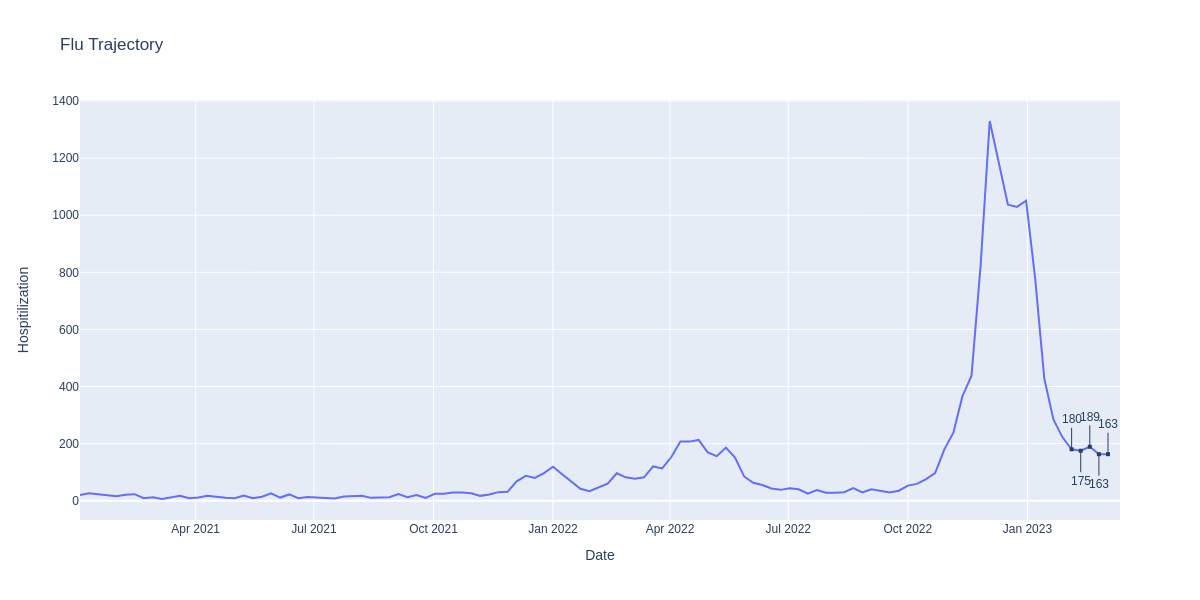 Flu Trajectory
1400
1200
1000
800
600
400
200
0
Hospitilization
180
189
163
175
163
Apr 2021
Jul 2021
Oct 2021
Jan 2022
Apr 2022
Jul 2022
Oct 2022
Jan 2023
Date